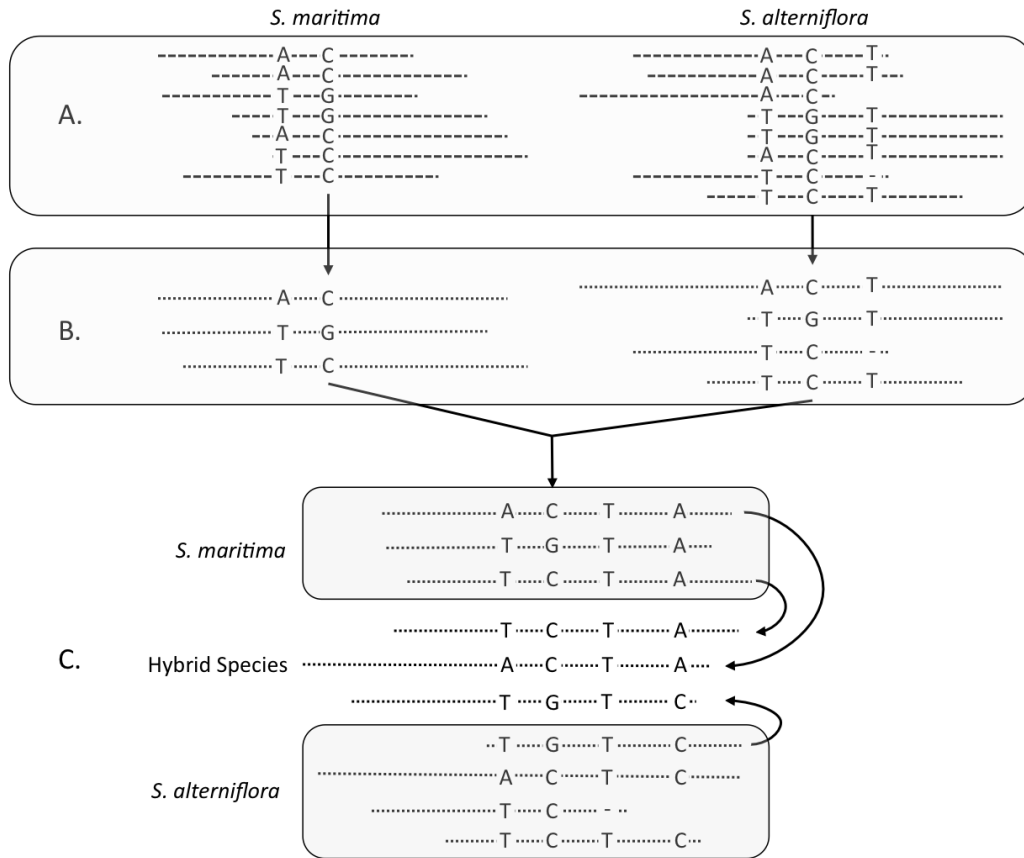 S. maritima S. alterniflora
A C A C T
A C A C T
T G A C
A. T G T G T
A C T G T
T C A C T
T C T C -
T C T
A C A C T
B. T G T G T
T C T C -
T C T
A C T A
S. maritima T G T A
T C T A
T C T A
C. Hybrid Species A C T A
T G T C
T G T C
A C T C
S. alterniflora T C -
T C T C